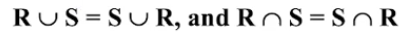 R ∪ S = S ∪ R, and R ∩ S = S ∩ R